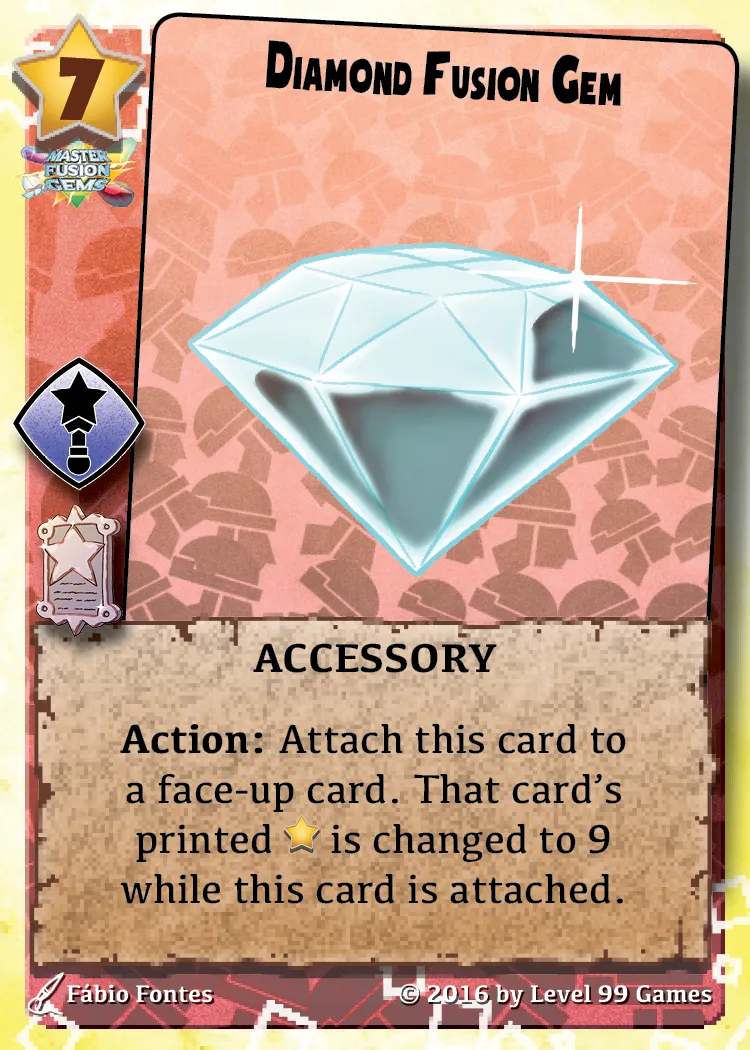 7
DIAMOND FUSION GEM
MASTER
FUSION
GEMS
ACCESSORY
Action: Attach this card to
a face-up card. That card's
printed ⭐ is changed to 9
while this card is attached.
Fábio Fontes
© 2016 by Level 99 Games